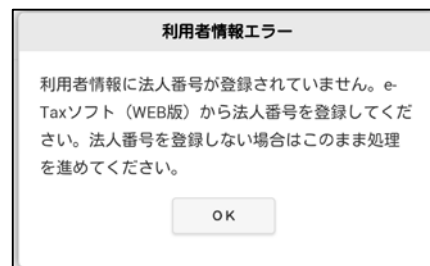 利用者情報エラー
利用者情報に法人番号が登録されていません。e-
Taxソフト（WEB版）から法人番号を登録してくだ
さい。法人番号を登録しない場合はこのまま処理
を進めてください。
OK